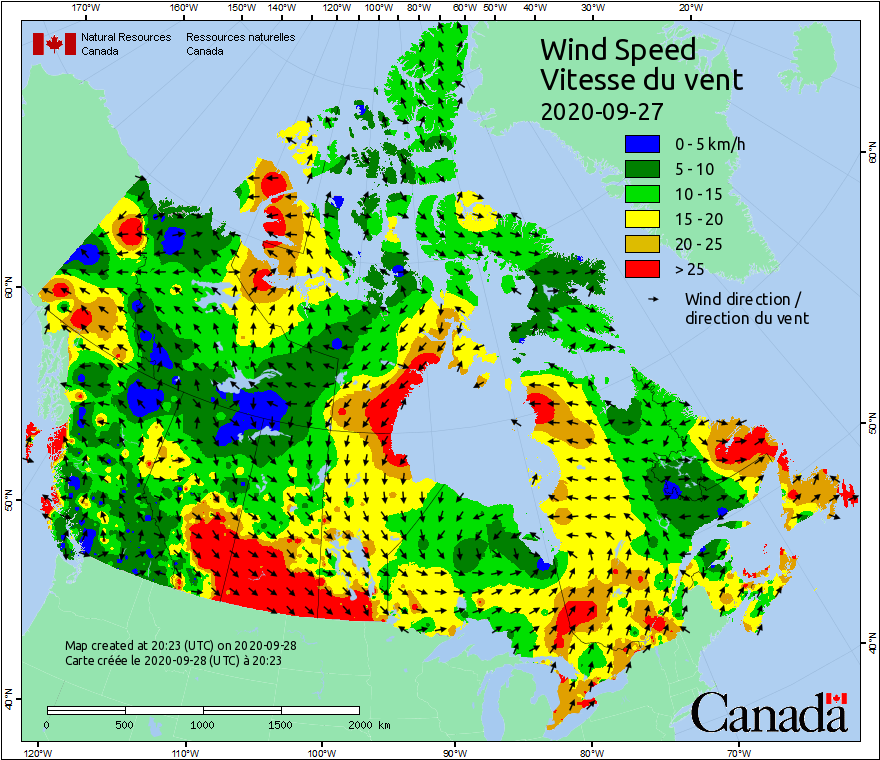 170°W 160°W 150°W 140°W 120°W 100°W 80°W 60°W 50°W 40°W 30°W 20°W
Natural Resources Canada
Ressources naturelles Canada
Wind Speed
Vitesse du vent
2020-09-27
0 - 5 km/h
5 - 10
10 - 15
15 - 20
20 - 25
> 25
Wind direction /
direction du vent
60°N
50°N
40°N
60°N
50°N
40°N
Map created at 20:23 (UTC) on 2020-09-28
Carte créée le 2020-09-28 (UTC) à 20:23
0 500 1000 1500 2000 km
Canada
120°W 110°W 100°W 90°W 80°W 70°W